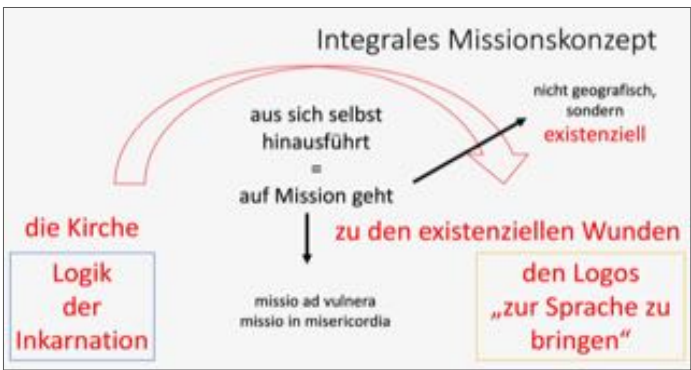 Integrales Missionskonzept
nicht geografisch,
sondern
existenziell
aus sich selbst
hinausführt
=
auf Mission geht
die Kirche
zu den existenziellen Wunden
Logik
der
Inkarnation
missio ad vulnera
missio in misericordia
den Logos
„zur Sprache zu
bringen“